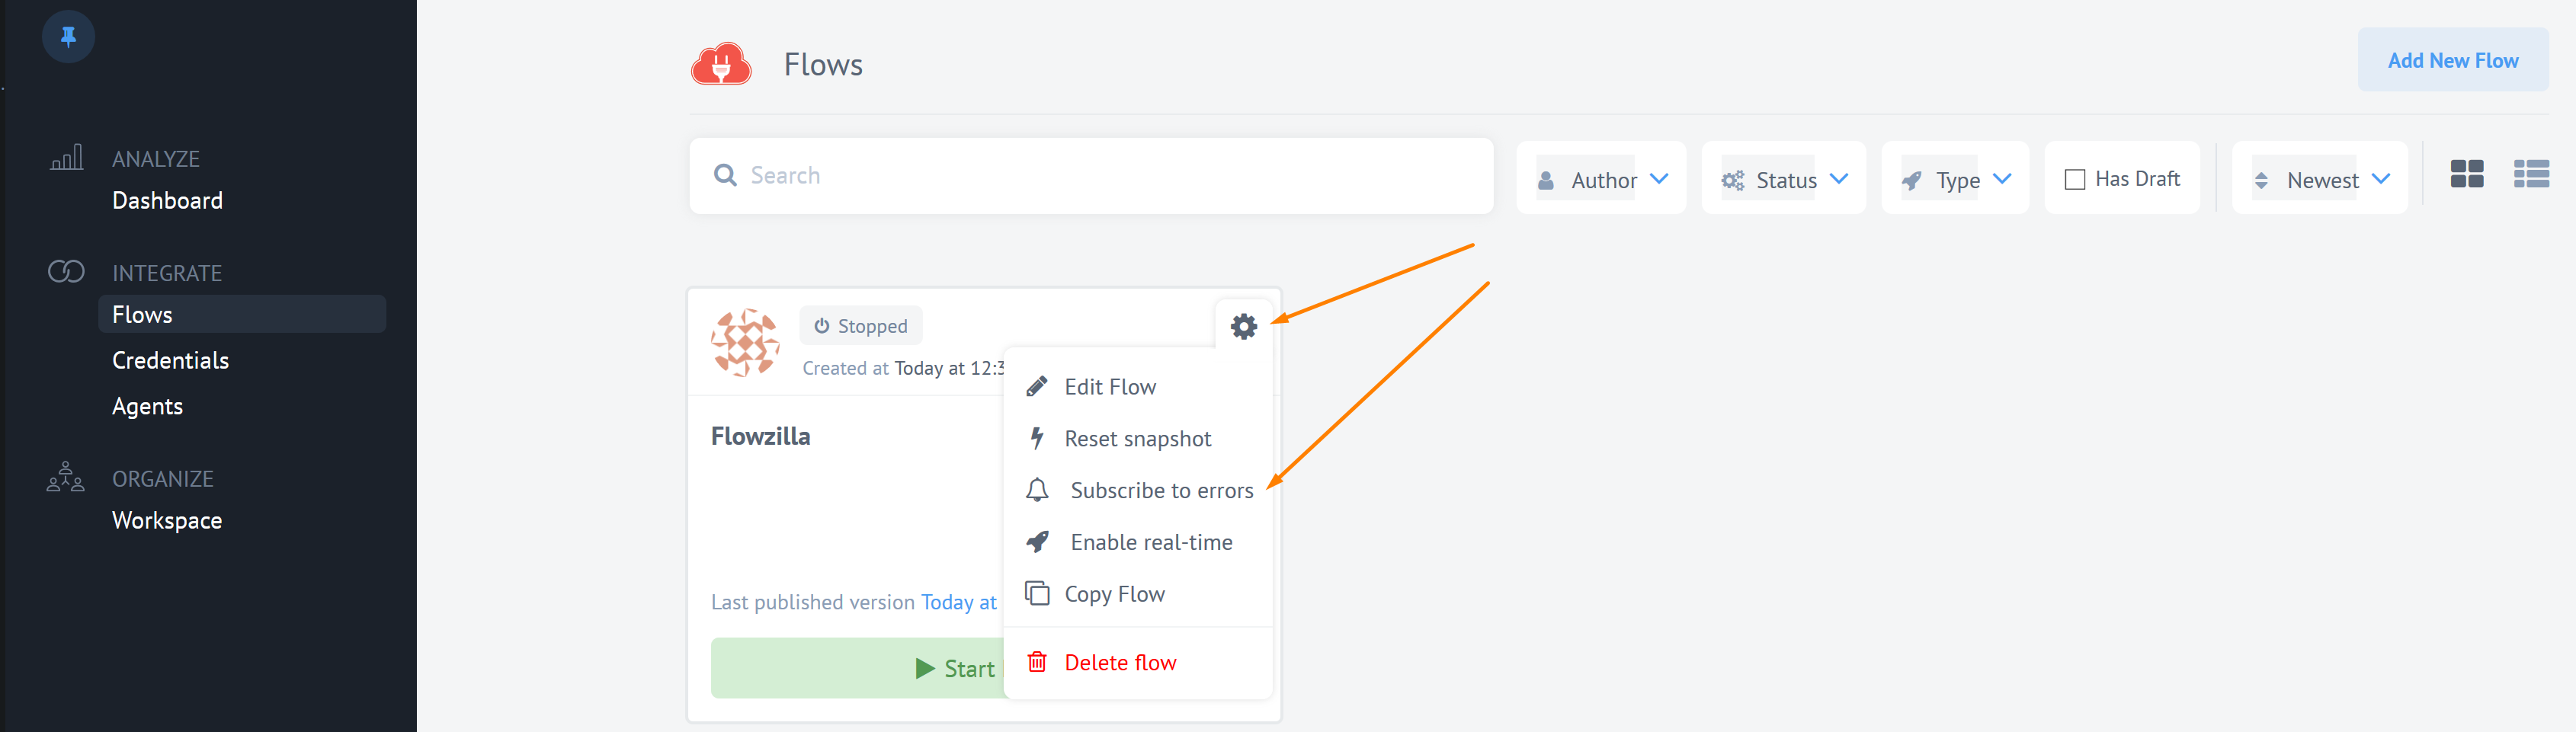 ANALYZE
Dashboard
INTEGRATE
Flows
Credentials
Agents
ORGANIZE
Workspace
Flows
Add New Flow
Search
Author
Status
Type
Has Draft
Newest
Stopped
Created at Today at 12:3
Flowzilla
Last published version Today at
Start
Edit Flow
Reset snapshot
Subscribe to errors
Enable real-time
Copy Flow
Delete flow